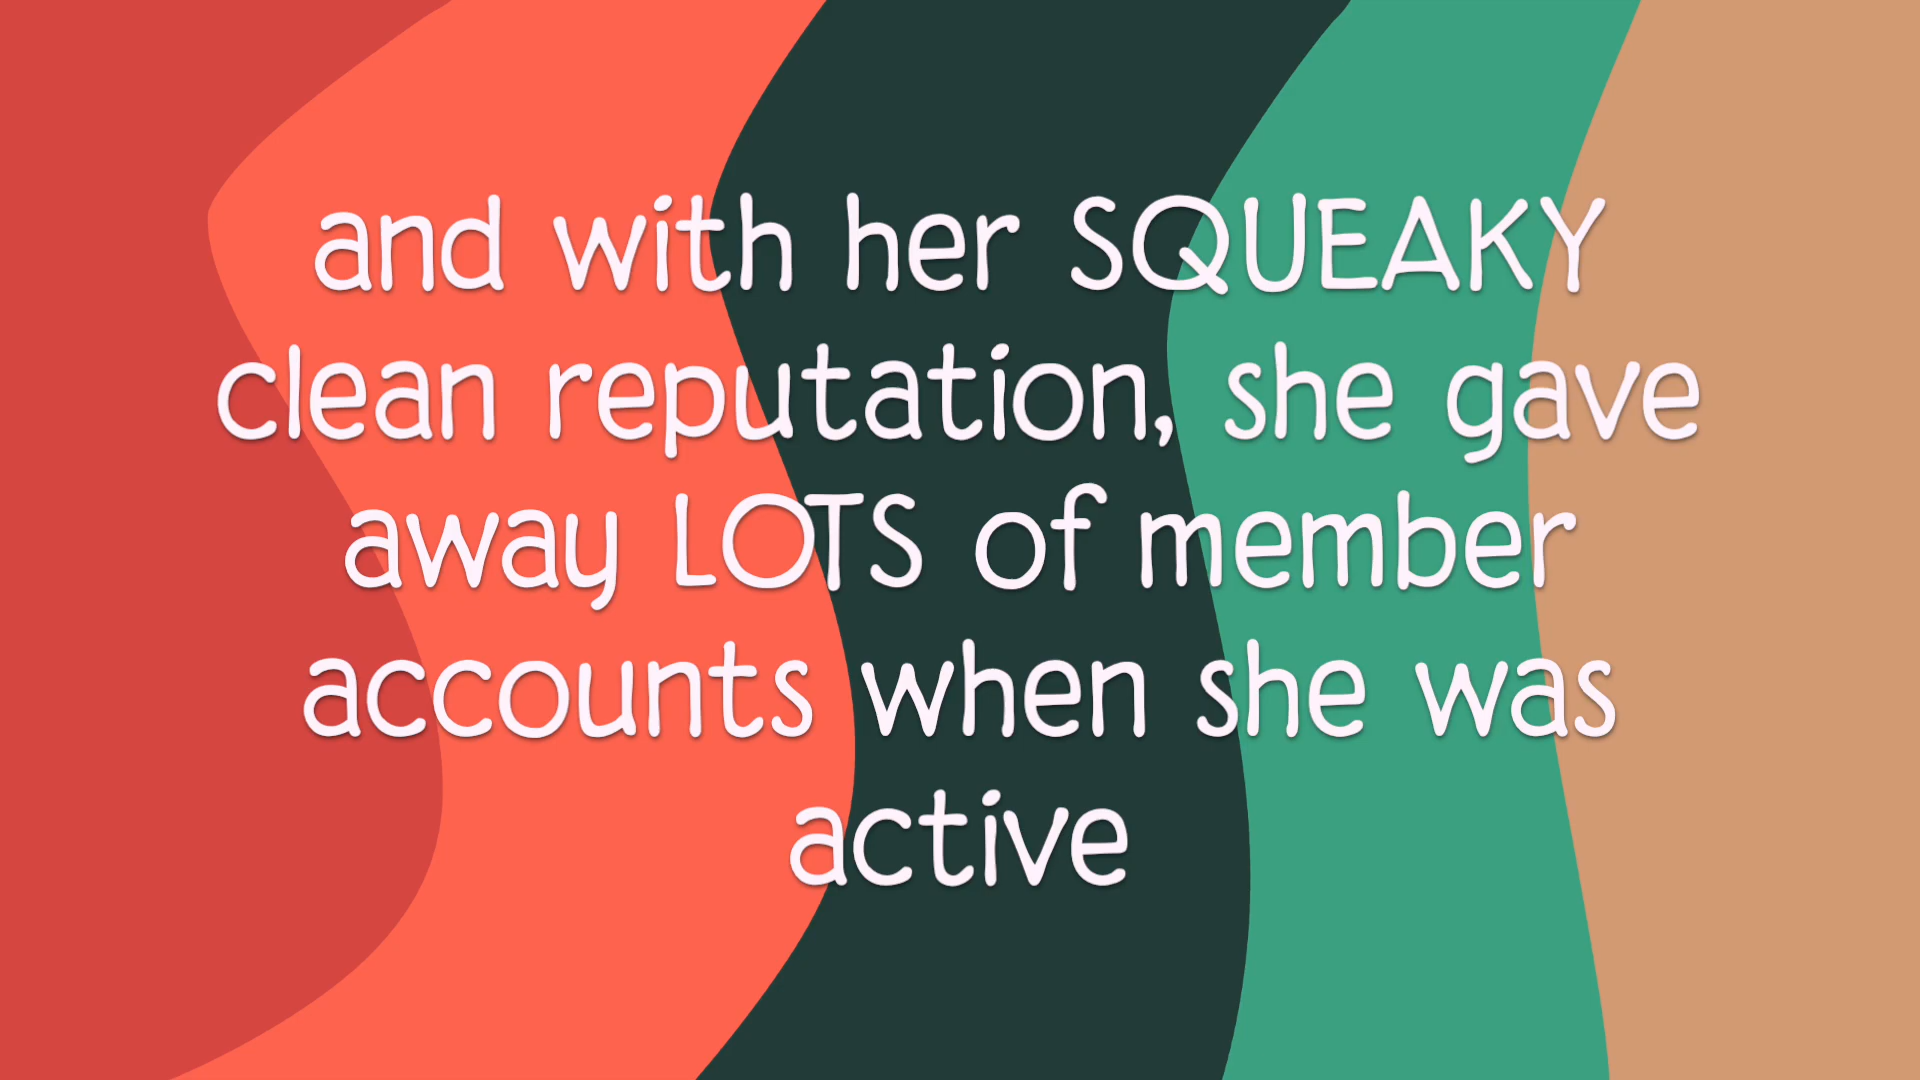 and with her SQUEAKY
clean reputation, she gave
away LOTS of member
accounts when she was
active